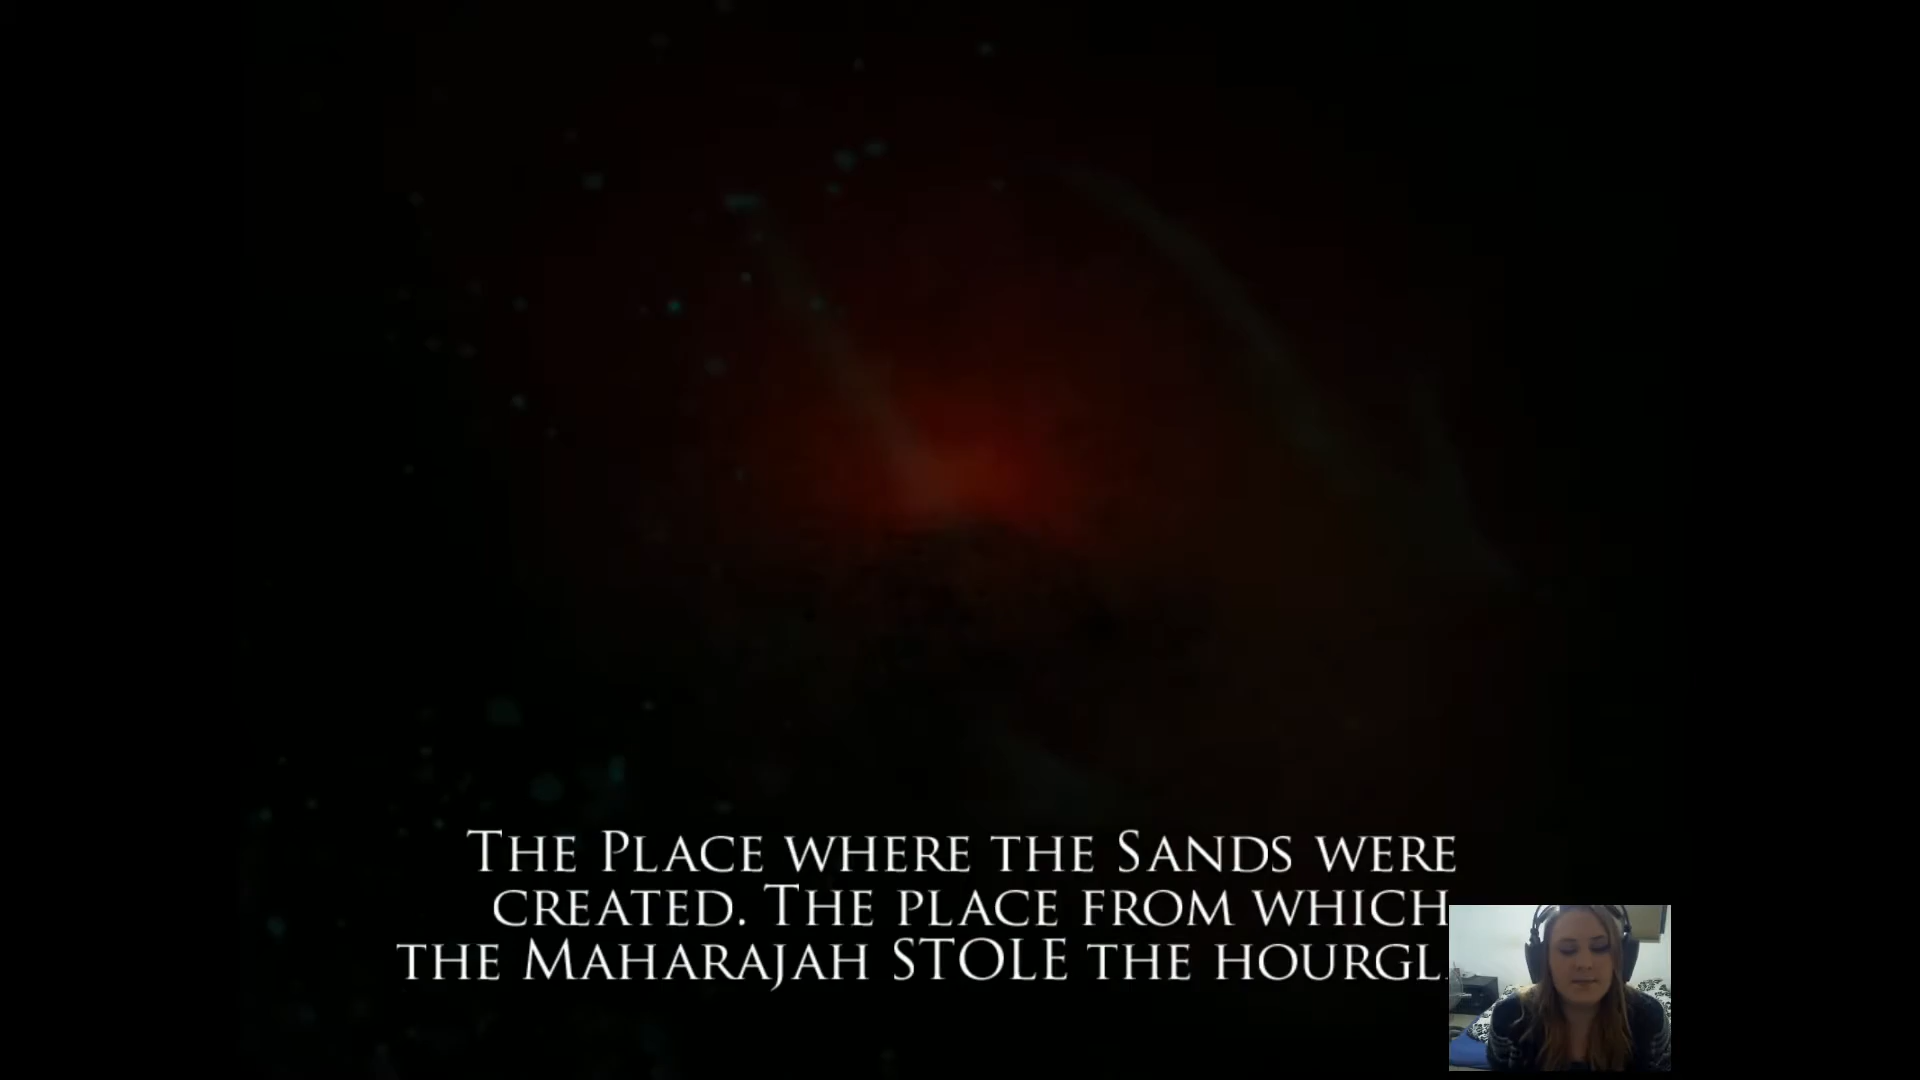 The Place where the Sands were
created. The place from which
the Maharajah STOLE the